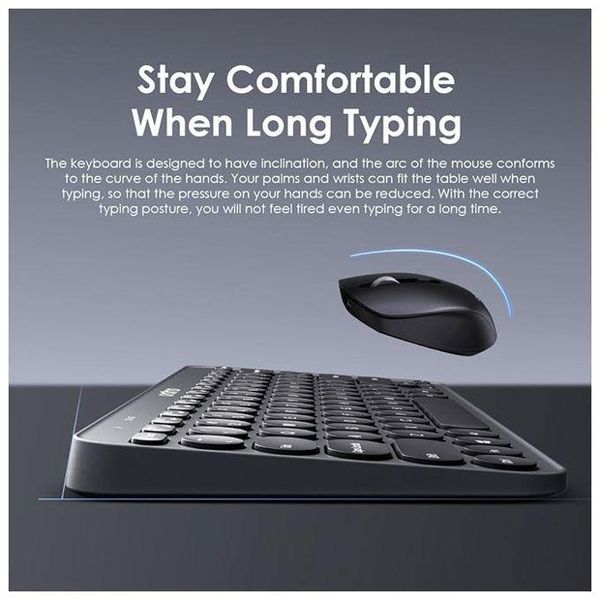 Stay Comfortable
When Long Typing
The keyboard is designed to have inclination, and the arc of the mouse conforms
to the curve of the hands. Your palms and wrists can fit the table well when
typing, so that the pressure on your hands can be reduced. With the correct
typing posture, you will not feel tired even typing for a long time.